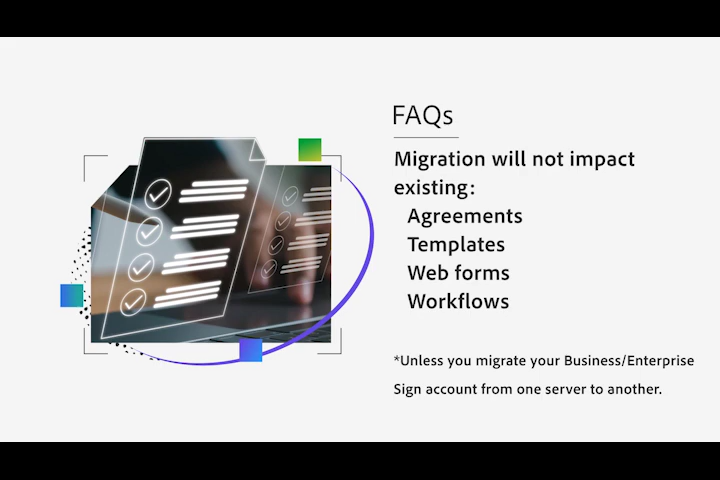 FAQs
Migration will not impact
existing:
Agreements
Templates
Web forms
Workflows
*Unless you migrate your Business/Enterprise
Sign account from one server to another.